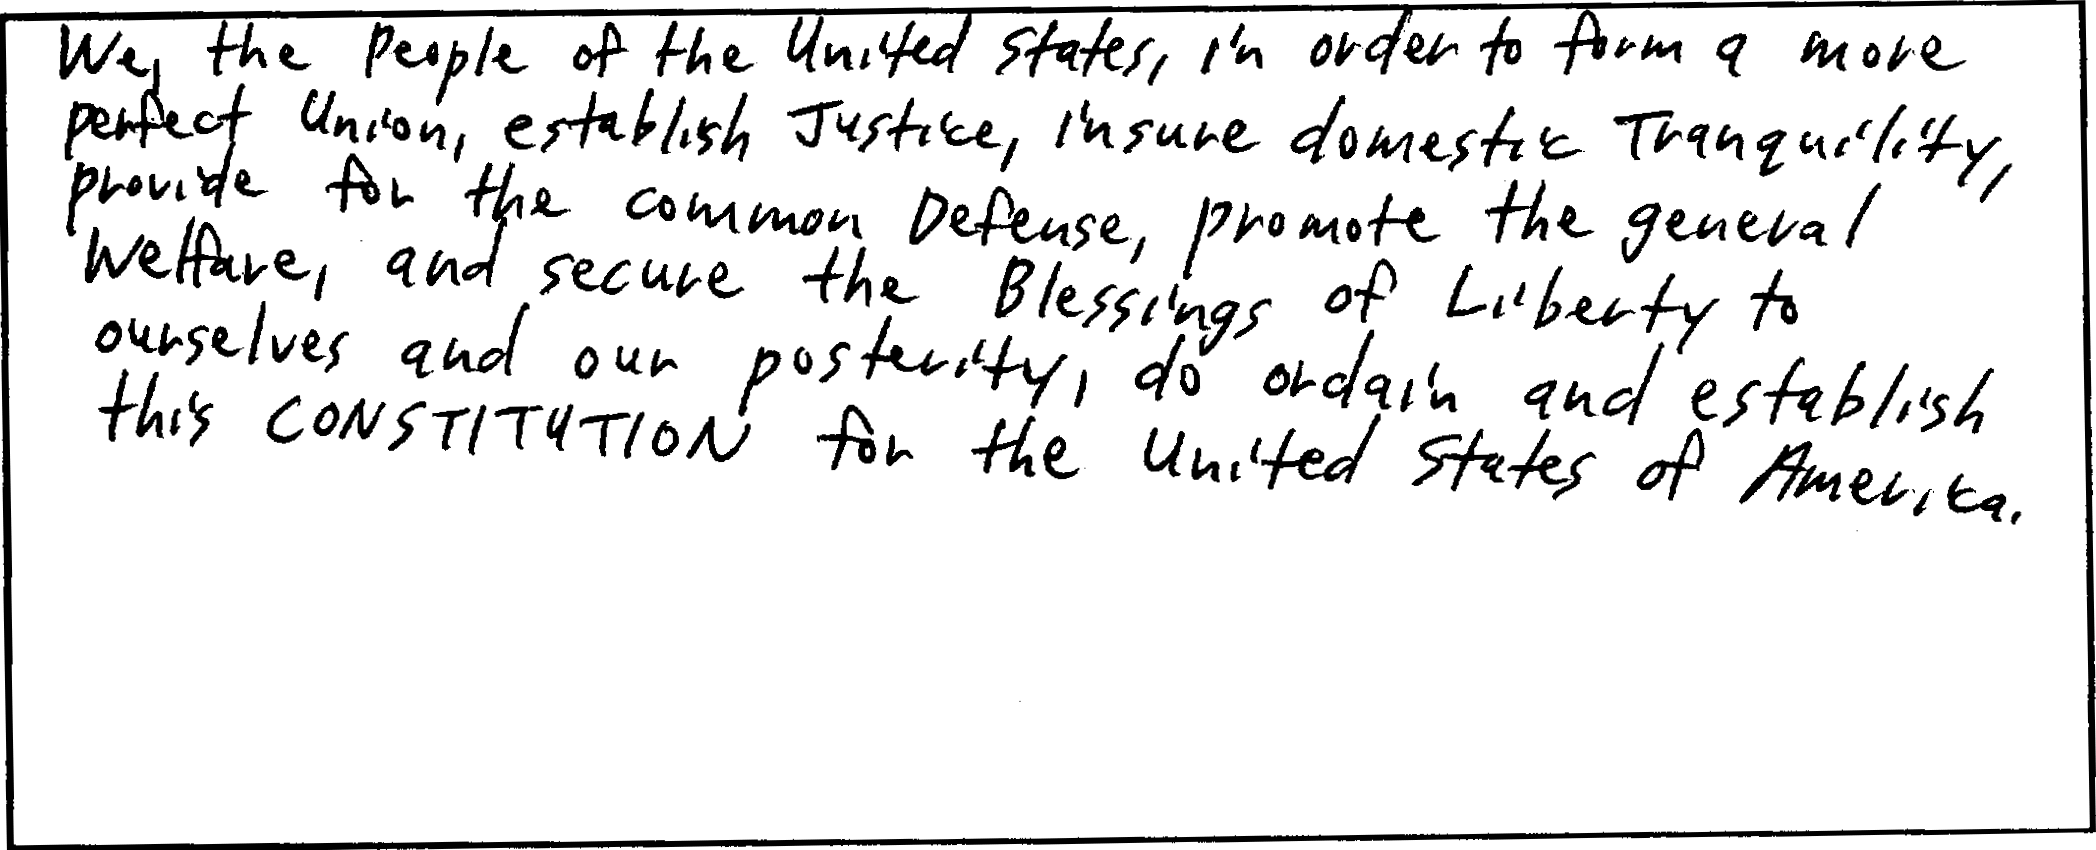 We, the People of the United States, in order to form a more
perfect Union, establish Justice, insure domestic Tranquility,
provide for the common Defense, promote the general
Welfare, and secure the Blessings of Liberty to
ourselves and our posterity, do ordain and establish
this CONSTITUTION for the United States of America.